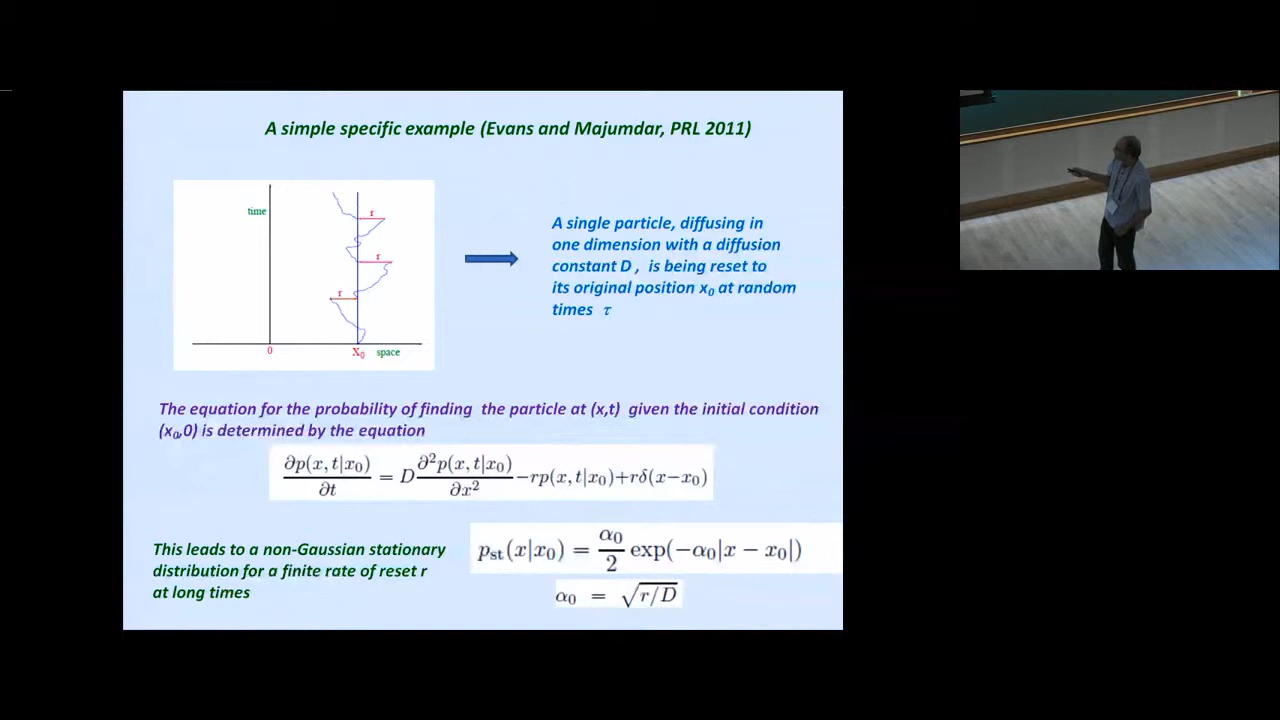 A simple specific example (Evans and Majumdar, PRL 2011)
time
r
r
r
0
X₀
space
A single particle, diffusing in
one dimension with a diffusion
constant D , is being reset to
its original position x₀ at random
times τ
The equation for the probability of finding the particle at (x,t) given the initial condition
(x₀,0) is determined by the equation
∂p(x, t|x₀)/∂t = D ∂²p(x, t|x₀)/∂x² −rp(x, t|x₀)+rδ(x−x₀)
This leads to a non-Gaussian stationary
distribution for a finite rate of reset r
at long times
pst(x|x₀) = α₀/2 exp(−α₀|x − x₀|)
α₀ = √r/D